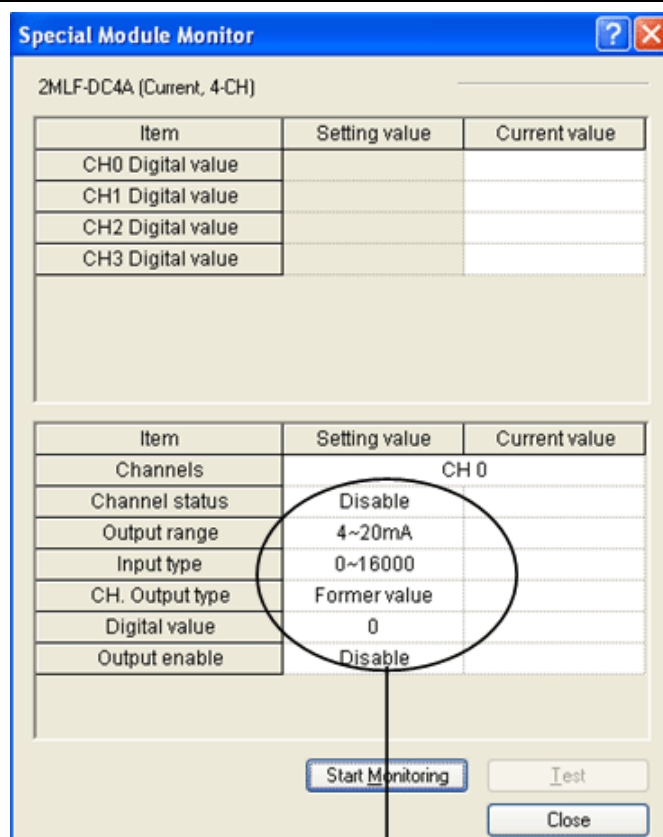 Special Module Monitor
2MLF-DC4A (Current, 4-CH)
Item Setting value Current value
CH0 Digital value
CH1 Digital value
CH2 Digital value
CH3 Digital value
Item Setting value Current value
Channels CH 0
Channel status Disable
Output range 4~20mA
Input type 0~16000
CH. Output type Former value
Digital value 0
Output enable Disable
Start Monitoring Test
Close